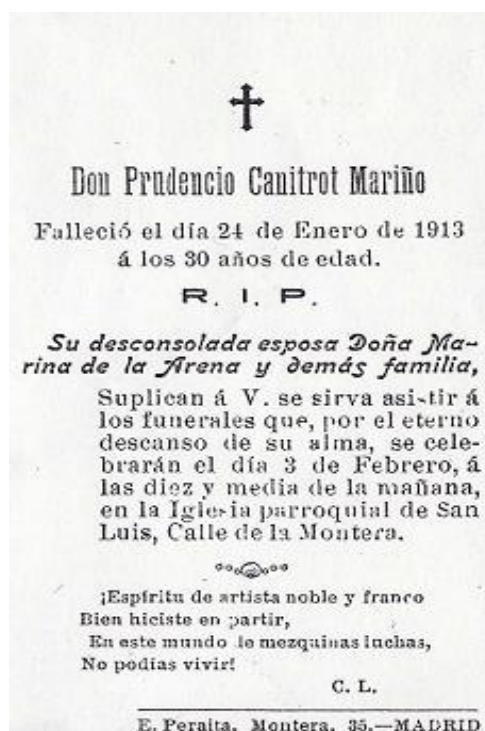 Don Prudencio Canitrot Mariño
Falleció el día 24 de Enero de 1913
á los 30 años de edad.
R. I. P.
Su desconsolada esposa Doña Ma-
rina de la Arena y demás familia,
Suplican á V. se sirva asistir á
los funerales que, por el eterno
descanso de su alma, se cele-
brarán el día 3 de Febrero, á
las diez y media de la mañana,
en la Iglesia parroquial de San
Luis, Calle de la Montera.
¡Espíritu de artista noble y franco
Bien hiciste en partir,
En este mundo de mezquinas luchas,
No podías vivir!
C. L.
E. Peralta, Montera, 35.—MADRID